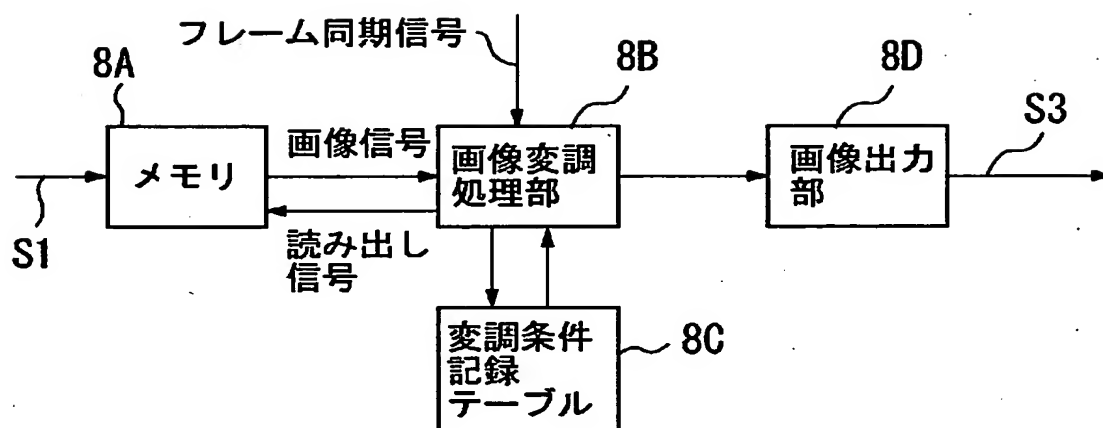 フレーム同期信号
8A
8B
8D
S3
メモリ
画像信号
画像変調
処理部
画像出力
部
S1
読み出し
信号
変調条件
記録
テーブル
8C